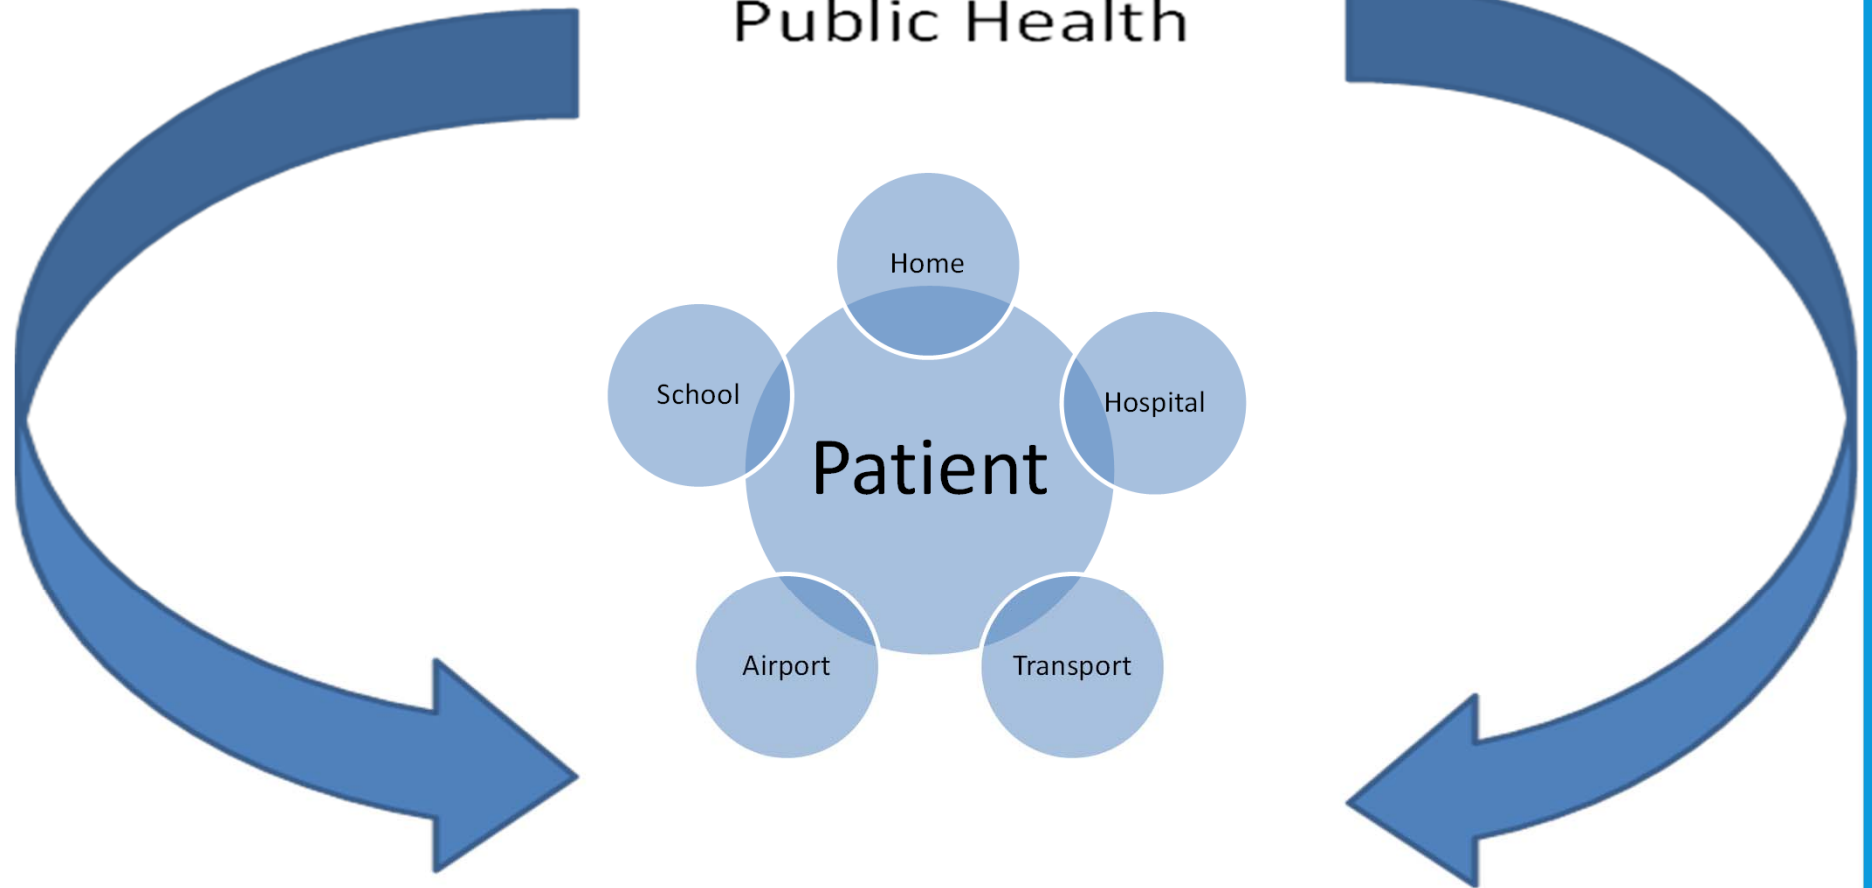 Public Health
Home
School
Hospital
Patient
Airport
Transport